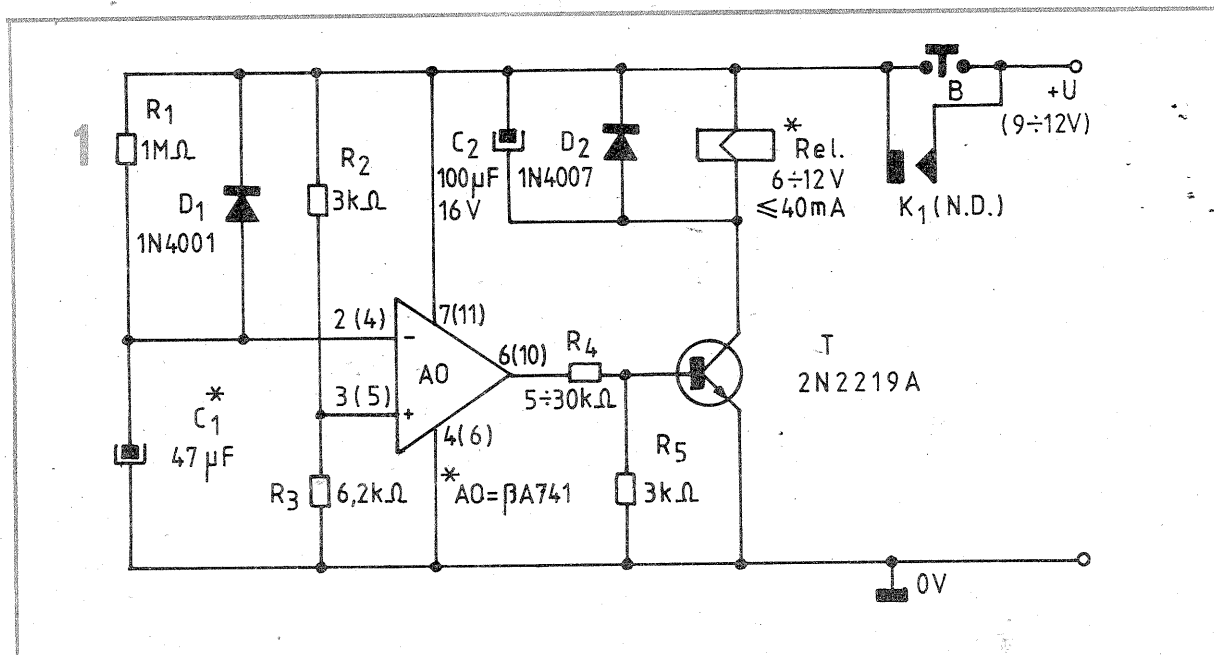 1
R1
1MΩ
D1
1N4001
R2
3kΩ
C2
100μF
16V
D2
1N4007
*
Rel.
6÷12V
≤40mA
B
+U
(9÷12V)
K1(N.D.)
2(4)
7(11)
-
AO
6(10)
R4
5÷30kΩ
T
2N2219A
3(5)
+
4(6)
*
C1
47μF
R3
6,2kΩ
*
AO=βA741
R5
3kΩ
0V